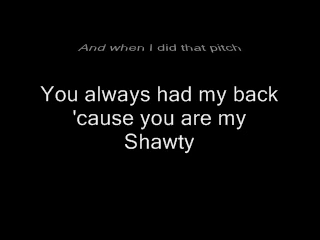 And when I did that pitch
You always had my back
'cause you are my
Shawty